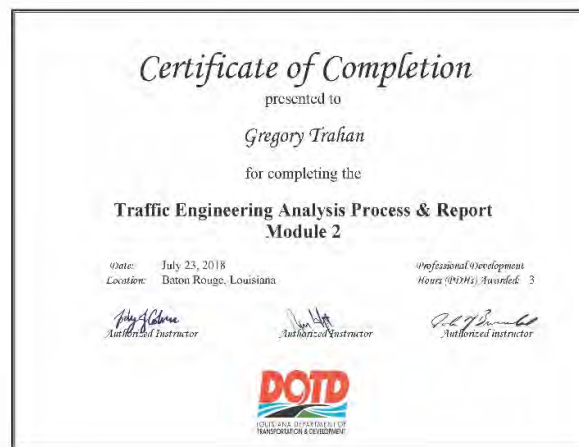 Certificate of Completion
presented to
Gregory Trahan
for completing the
Traffic Engineering Analysis Process & Report
Module 2
Date: July 23, 2018
Location: Baton Rouge, Louisiana
Professional Development
Hours (PDHs) Awarded: 3
Authorized Instructor
Authorized Instructor
Authorized instructor
DOTD
LOUISIANA DEPARTMENT OF
TRANSPORTATION & DEVELOPMENT